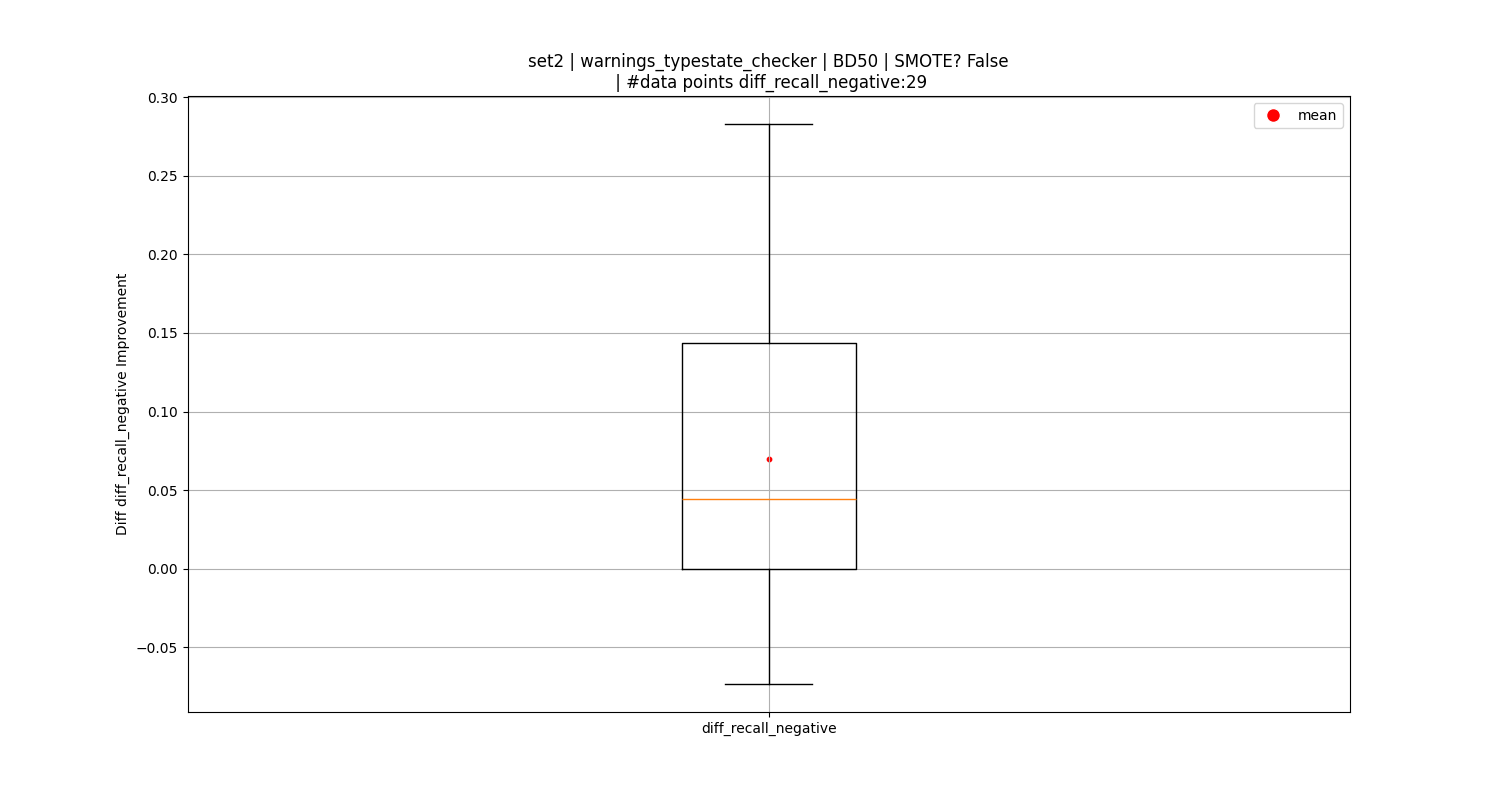 set2 | warnings_typestate_checker | BD50 | SMOTE? False
| #data points diff_recall_negative:29
mean
0.30
0.25
0.20
0.15
0.10
0.05
0.00
−0.05
Diff diff_recall_negative Improvement
diff_recall_negative